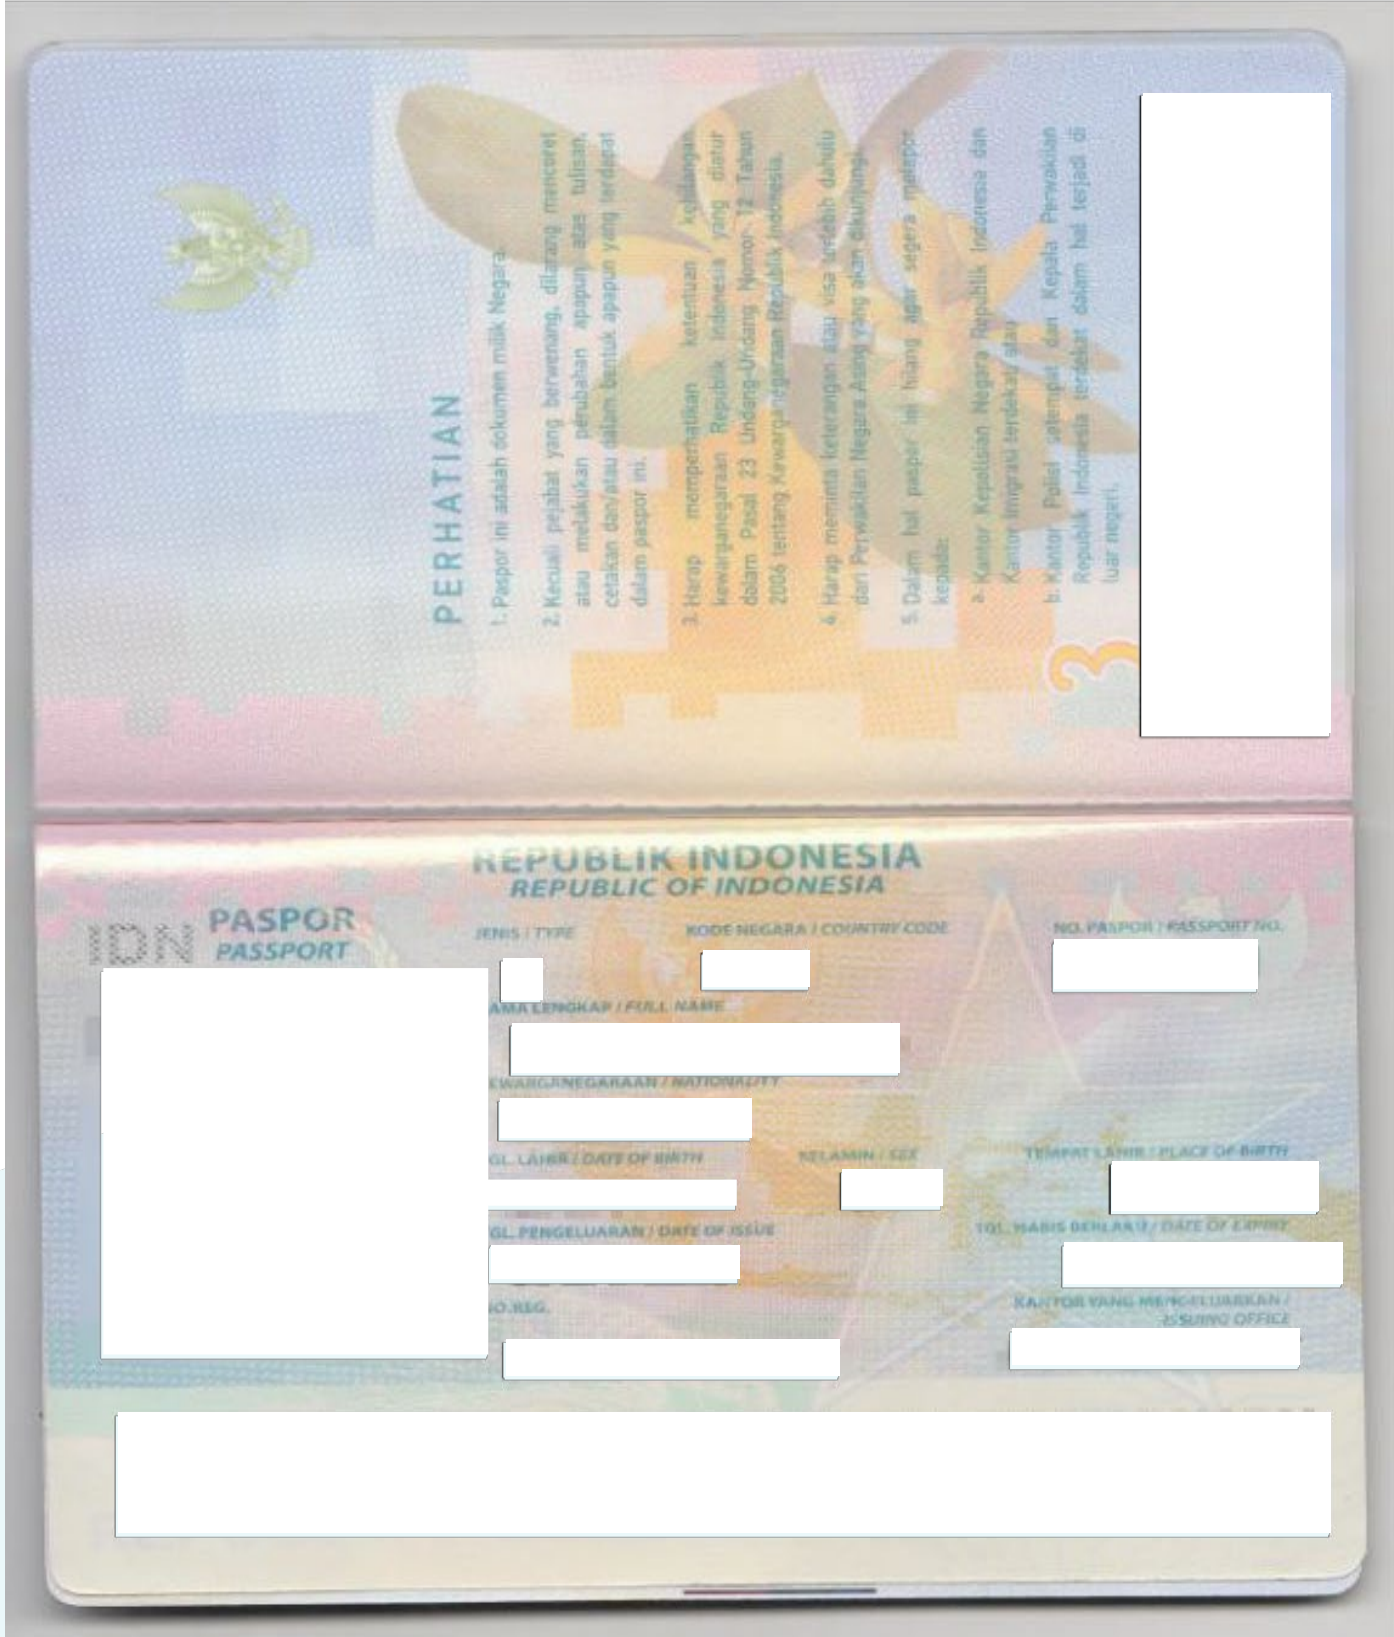 PERHATIAN
1. Paspor ini adalah dokumen milik Negara.
2. Kecuali pejabat yang berwenang, dilarang mencoret
atau melakukan perubahan apapun atas tulisan,
cetakan dan/atau dalam bentuk apapun yang terdapat
dalam paspor ini.
3. Harap memperhatikan ketentuan kehilangan
kewarganegaraan Republik Indonesia yang diatur
dalam Pasal 23 Undang-Undang Nomor 12 Tahun
2006 tentang Kewarganegaraan Republik Indonesia.
4. Harap meminta keterangan atau visa terlebih dahulu
dari Perwakilan Negara Asing yang akan dikunjungi.
5. Dalam hal paspor ini hilang agar segera melapor
kepada:
a. Kantor Kepolisian Negara Republik Indonesia dan
Kantor Imigrasi terdekat atau
b. Kantor Polisi setempat dan Kepala Perwakilan
Republik Indonesia terdekat dalam hal terjadi di
luar negeri.
3
REPUBLIK INDONESIA
REPUBLIC OF INDONESIA
IDN
PASPOR
PASSPORT
JENIS / TYPE
KODE NEGARA / COUNTRY CODE
NO. PASPOR / PASSPORT NO.
AMA LENGKAP / FULL NAME
EWARGANEGARAAN / NATIONALITY
GL. LAHIR / DATE OF BIRTH
KELAMIN / SEX
TEMPAT LAHIR / PLACE OF BIRTH
GL. PENGELUARAN / DATE OF ISSUE
TGL. HABIS BERLAKU / DATE OF EXPIRY
NO. REG.
KANTOR YANG MENGELUARKAN /
ISSUING OFFICE